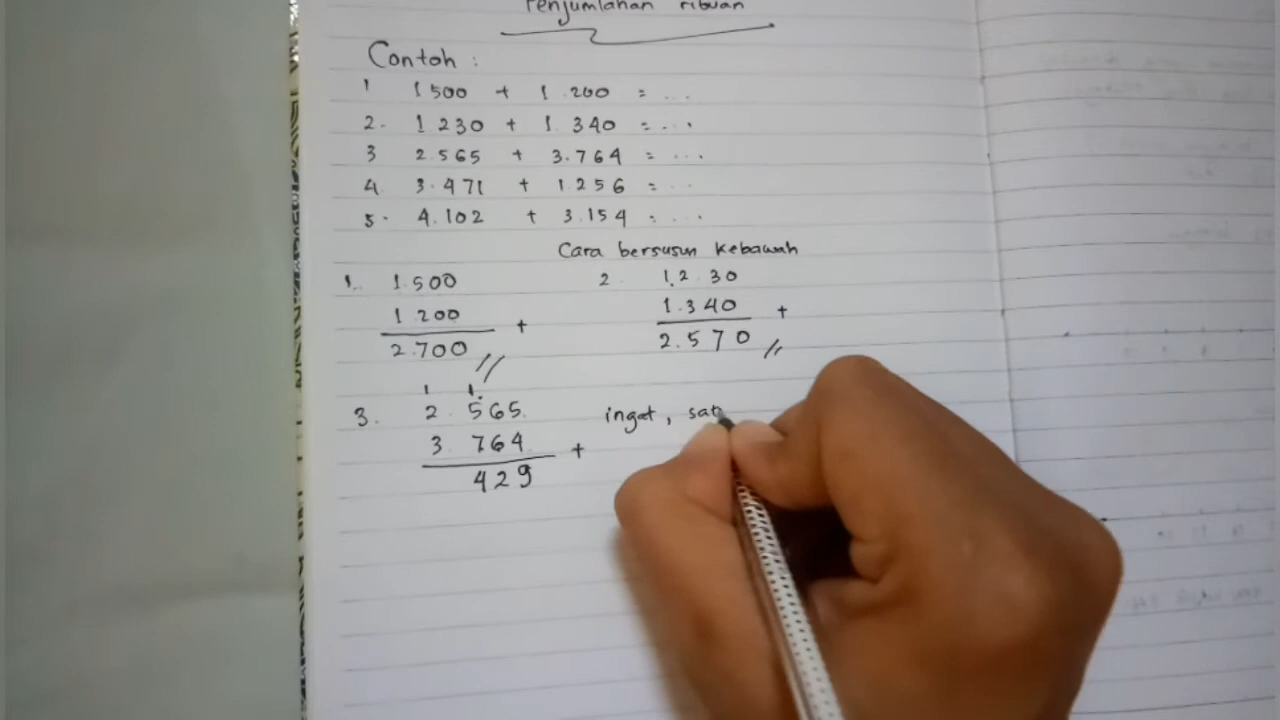 Penjumlahan ribuan
Contoh :
1 1500 + 1.200 = ...
2. 1 230 + 1. 340 = ...
3 2.565 + 3.764 = ...
4. 3.471 + 1.256 = ...
5. 4.102 + 3.154 = ...
Cara bersusun Kebawah
1. 1.500
1 200 +
2.700 //
2. 1.2 30
1.340 +
2.570 //
1 1
3. 2.565
3.764 +
429
ingat, sat